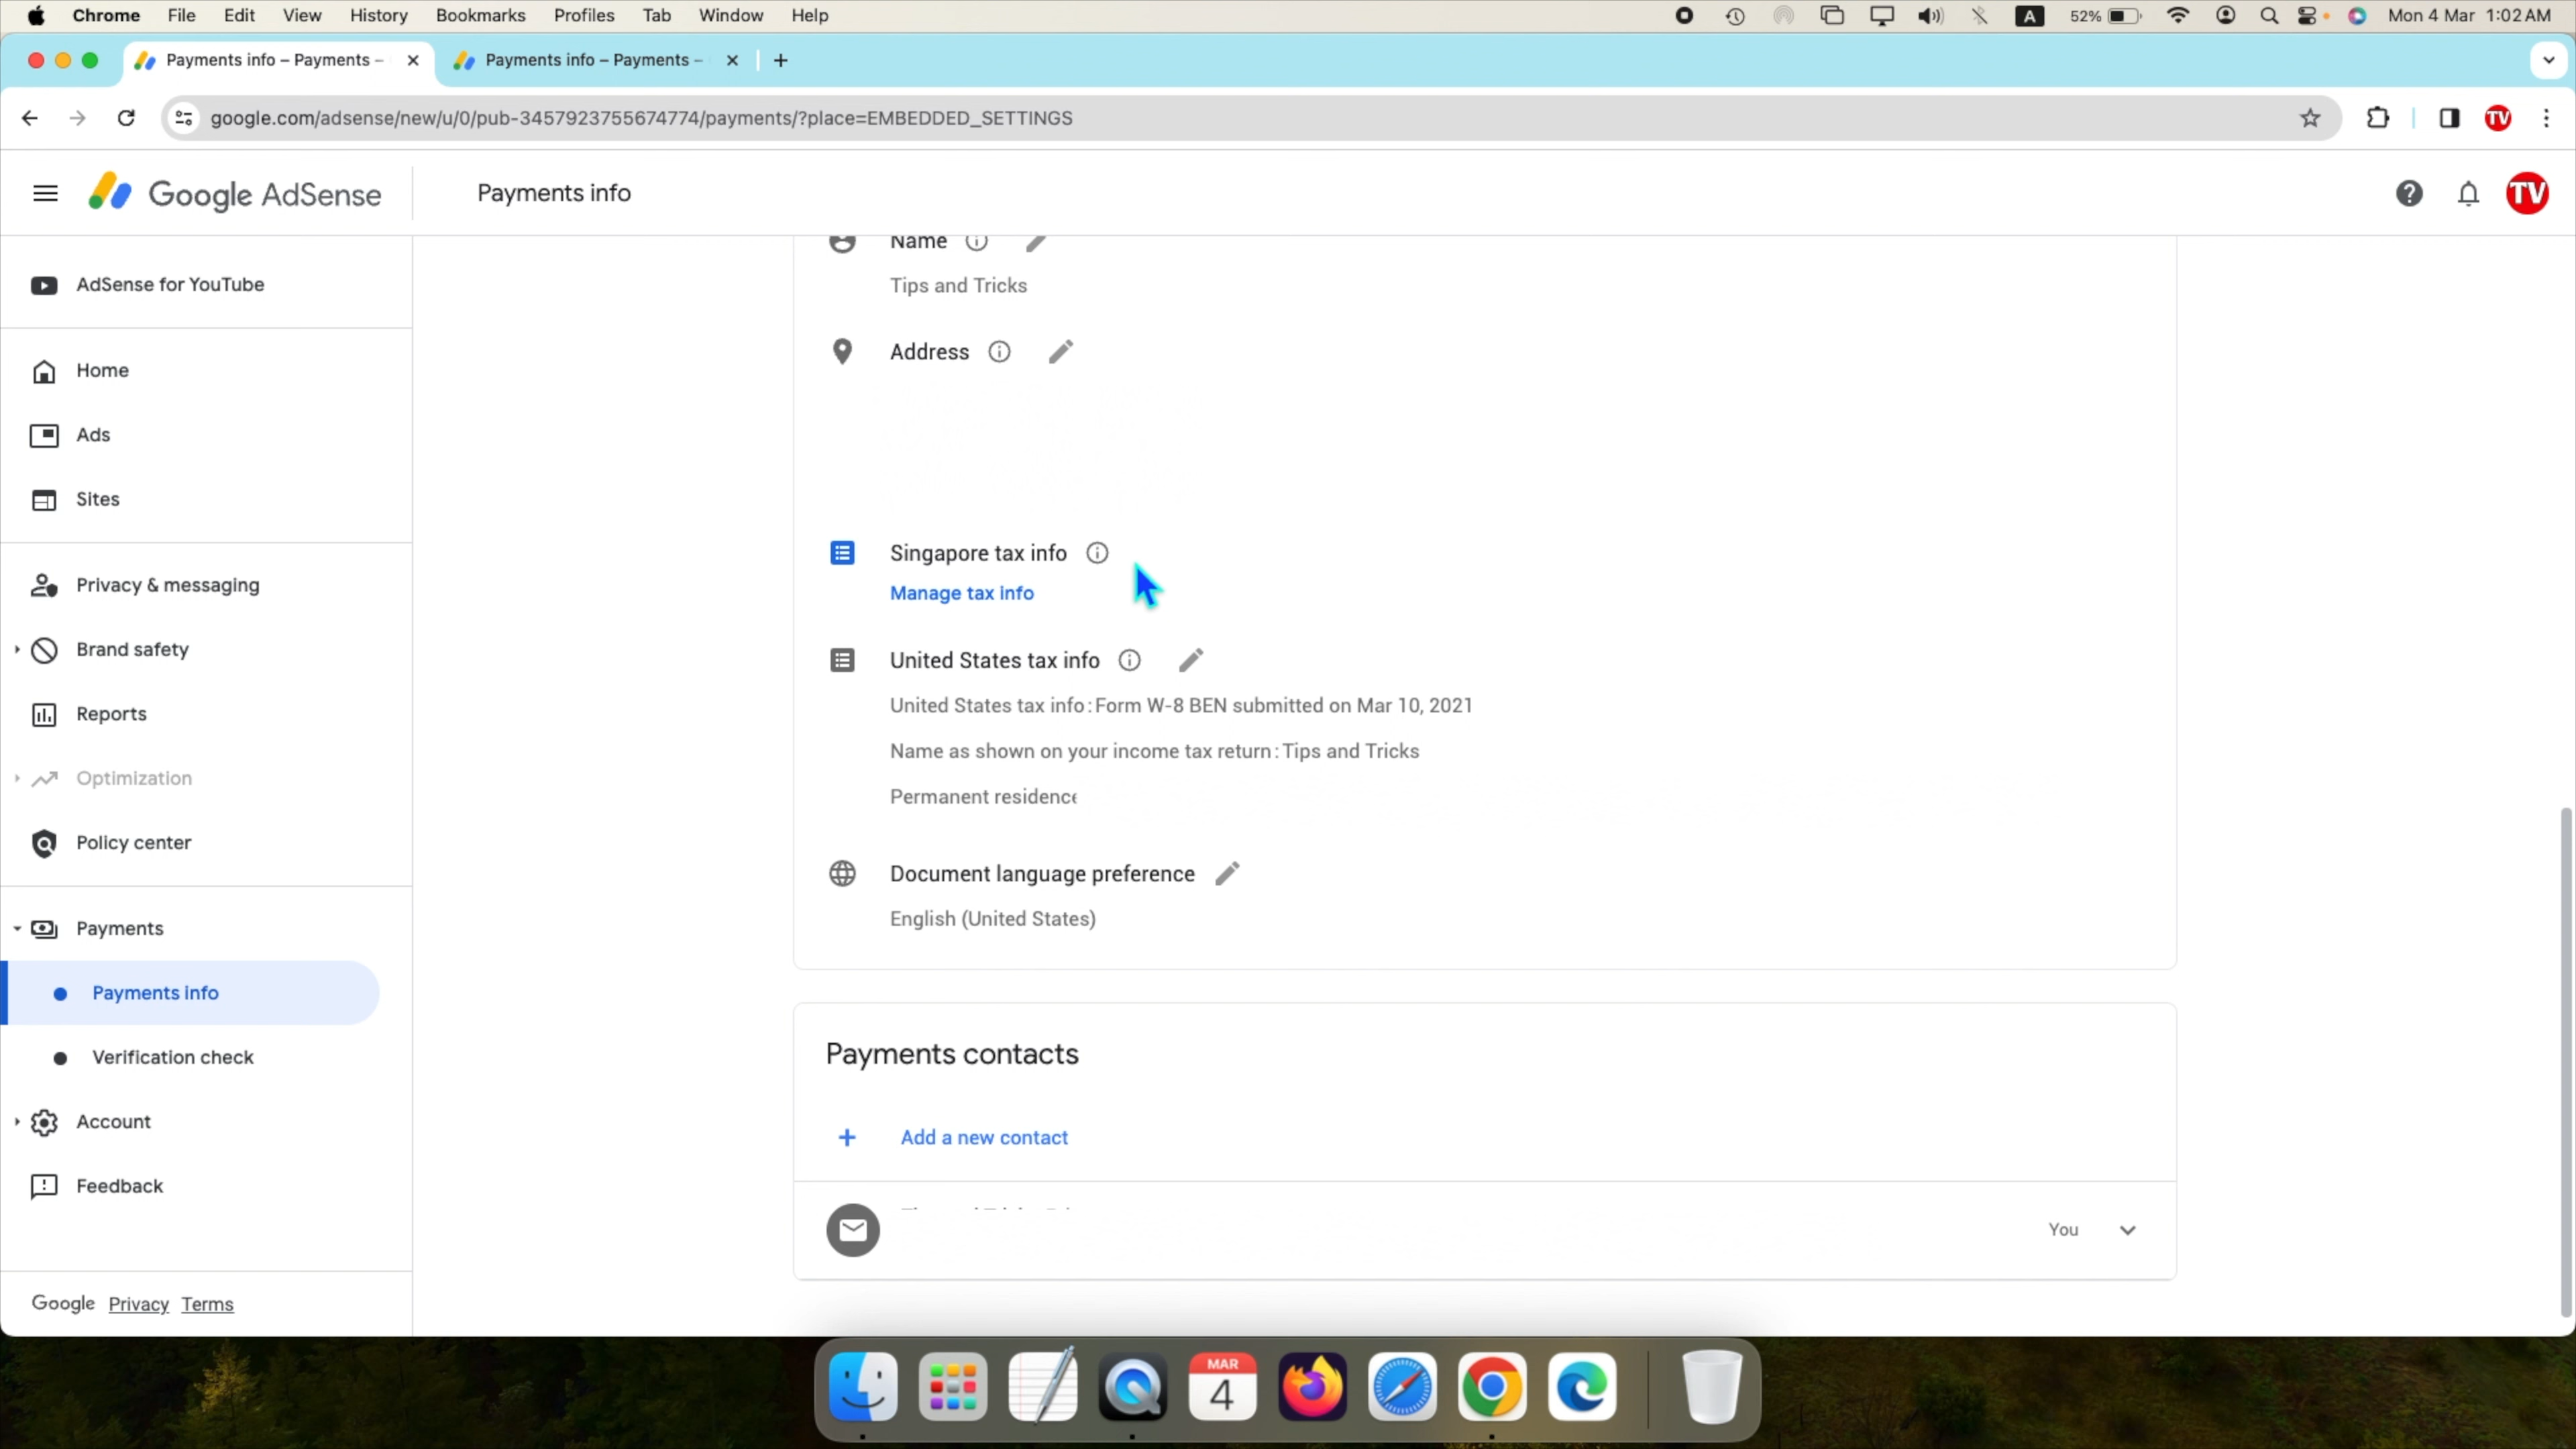 Chrome File Edit View History Bookmarks Profiles Tab Window Help A 52% Mon 4 Mar 1:02 AM
Payments info – Payments – Payments info – Payments –
google.com/adsense/new/u/0/pub-3457923755674774/payments/?place=EMBEDDED_SETTINGS TV
Google AdSense Payments info TV
AdSense for YouTube
Home
Ads
Sites
Privacy & messaging
Brand safety
Reports
Optimization
Policy center
Payments
Payments info
Verification check
Account
Feedback
Google Privacy Terms
Name
Tips and Tricks
Address
Singapore tax info
Manage tax info
United States tax info
United States tax info: Form W-8 BEN submitted on Mar 10, 2021
Name as shown on your income tax return: Tips and Tricks
Permanent residence
Document language preference
English (United States)
Payments contacts
+ Add a new contact
You
MAR
4